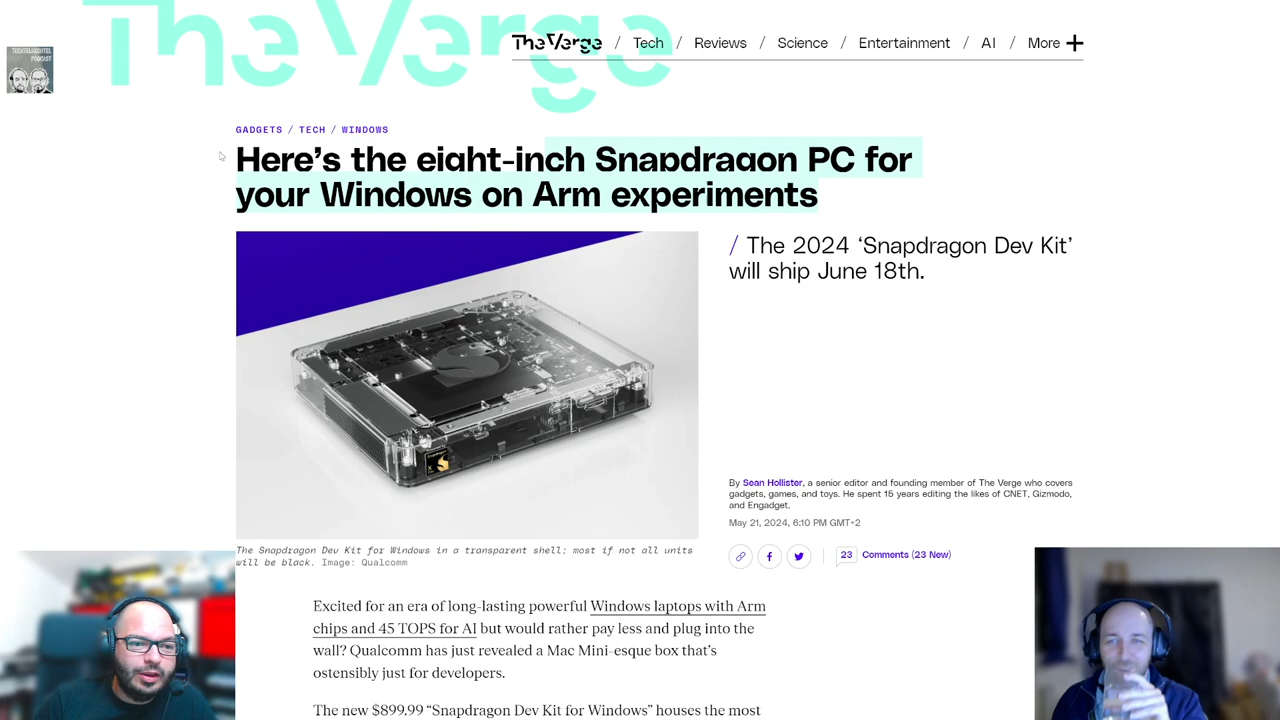 TECHTELMECHTEL
PODCAST
The Verge
The Verge / Tech / Reviews / Science / Entertainment / AI / More
GADGETS / TECH / WINDOWS
Here's the eight-inch Snapdragon PC for
your Windows on Arm experiments
/ The 2024 ‘Snapdragon Dev Kit’
will ship June 18th.
Snapdragon
By Sean Hollister, a senior editor and founding member of The Verge who covers
gadgets, games, and toys. He spent 15 years editing the likes of CNET, Gizmodo,
and Engadget.
May 21, 2024, 6:10 PM GMT+2
23 Comments (23 New)
The Snapdragon Dev Kit for Windows in a transparent shell; most if not all units
will be black. Image: Qualcomm
Excited for an era of long-lasting powerful Windows laptops with Arm
chips and 45 TOPS for AI but would rather pay less and plug into the
wall? Qualcomm has just revealed a Mac Mini-esque box that's
ostensibly just for developers.
The new $899.99 “Snapdragon Dev Kit for Windows” houses the most